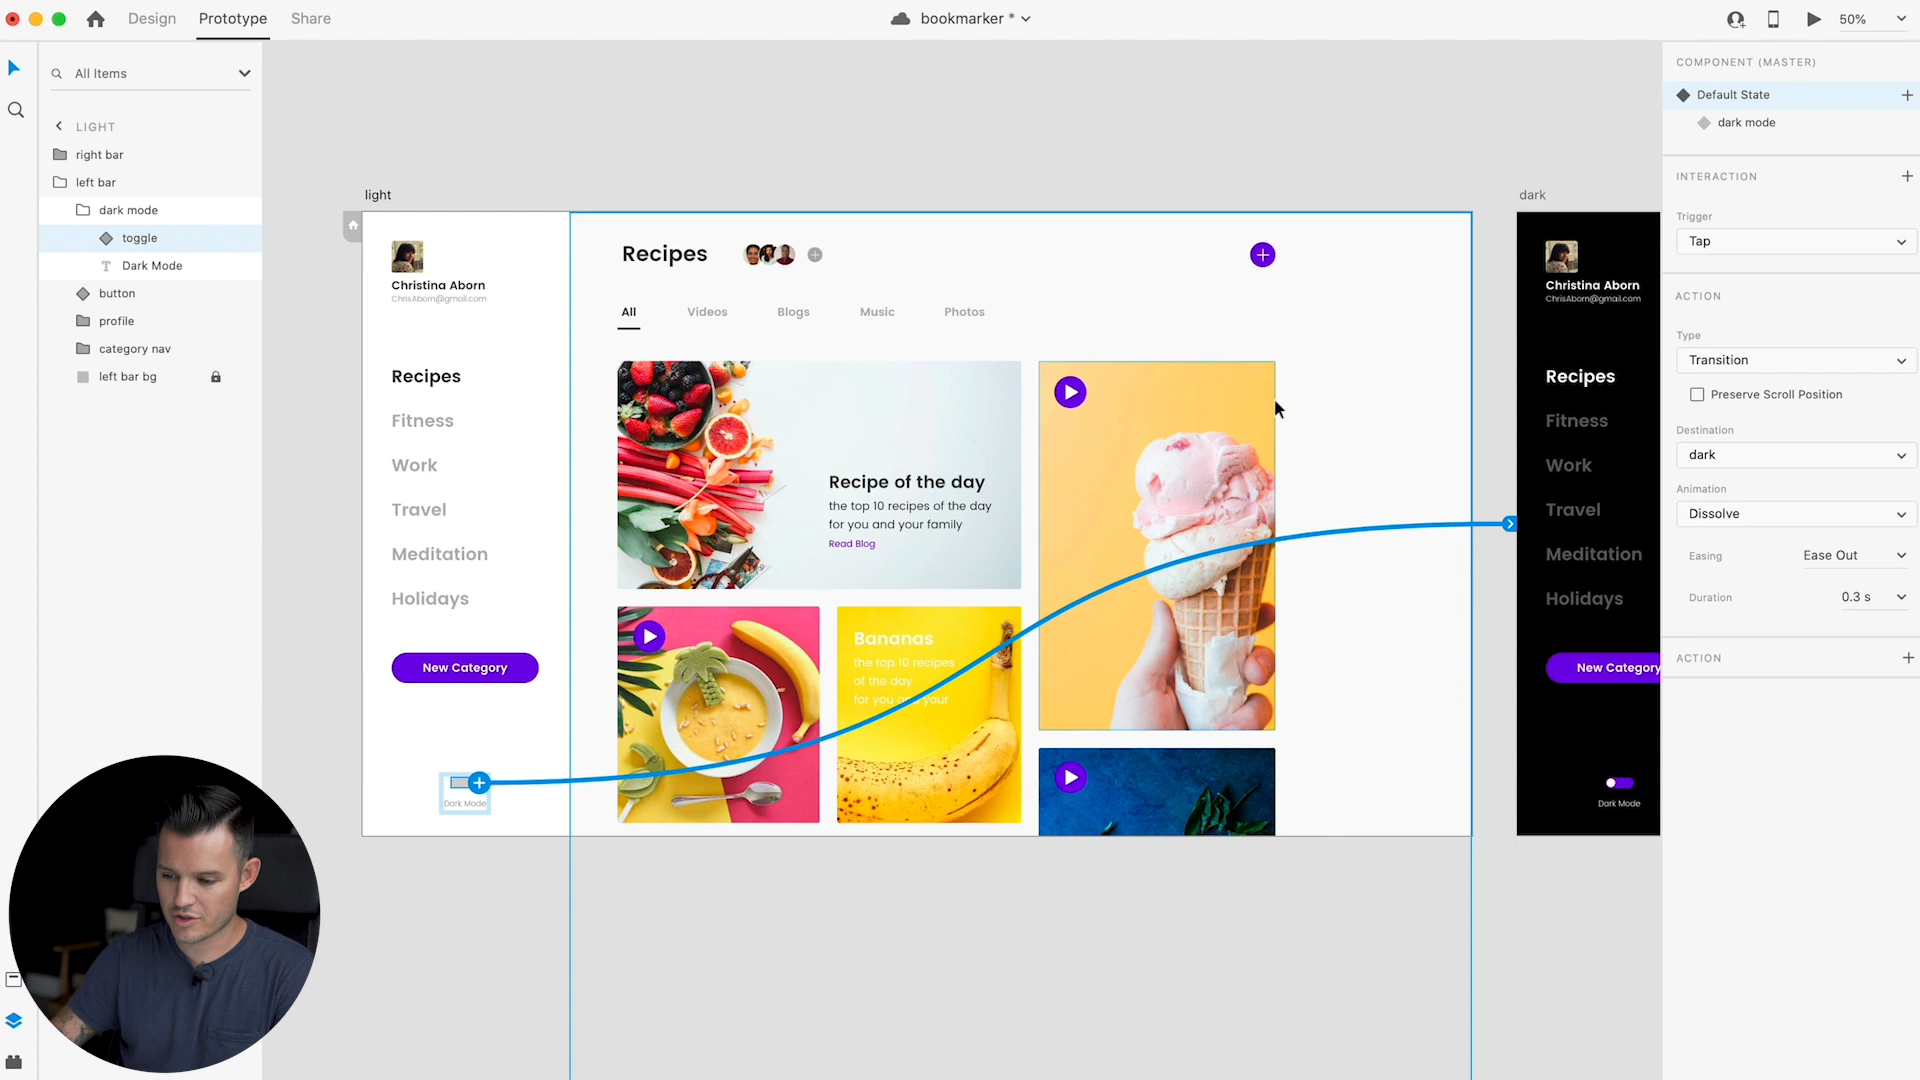 Design Prototype Share
bookmarker *
50%
All Items
LIGHT
right bar
left bar
dark mode
toggle
Dark Mode
button
profile
category nav
left bar bg
light
Christina Aborn
ChrisAborn@gmail.com
Recipes
Fitness
Work
Travel
Meditation
Holidays
New Category
Dark Mode
Recipes
All Videos Blogs Music Photos
Recipe of the day
the top 10 recipes of the day
for you and your family
Read Blog
Bananas
the top 10 recipes
of the day
for you and your
dark
Christina Aborn
ChrisAborn@gmail.com
Recipes
Fitness
Work
Travel
Meditation
Holidays
New Category
Dark Mode
COMPONENT (MASTER)
Default State
dark mode
INTERACTION
Trigger
Tap
ACTION
Type
Transition
Preserve Scroll Position
Destination
dark
Animation
Dissolve
Easing Ease Out
Duration 0.3 s
ACTION